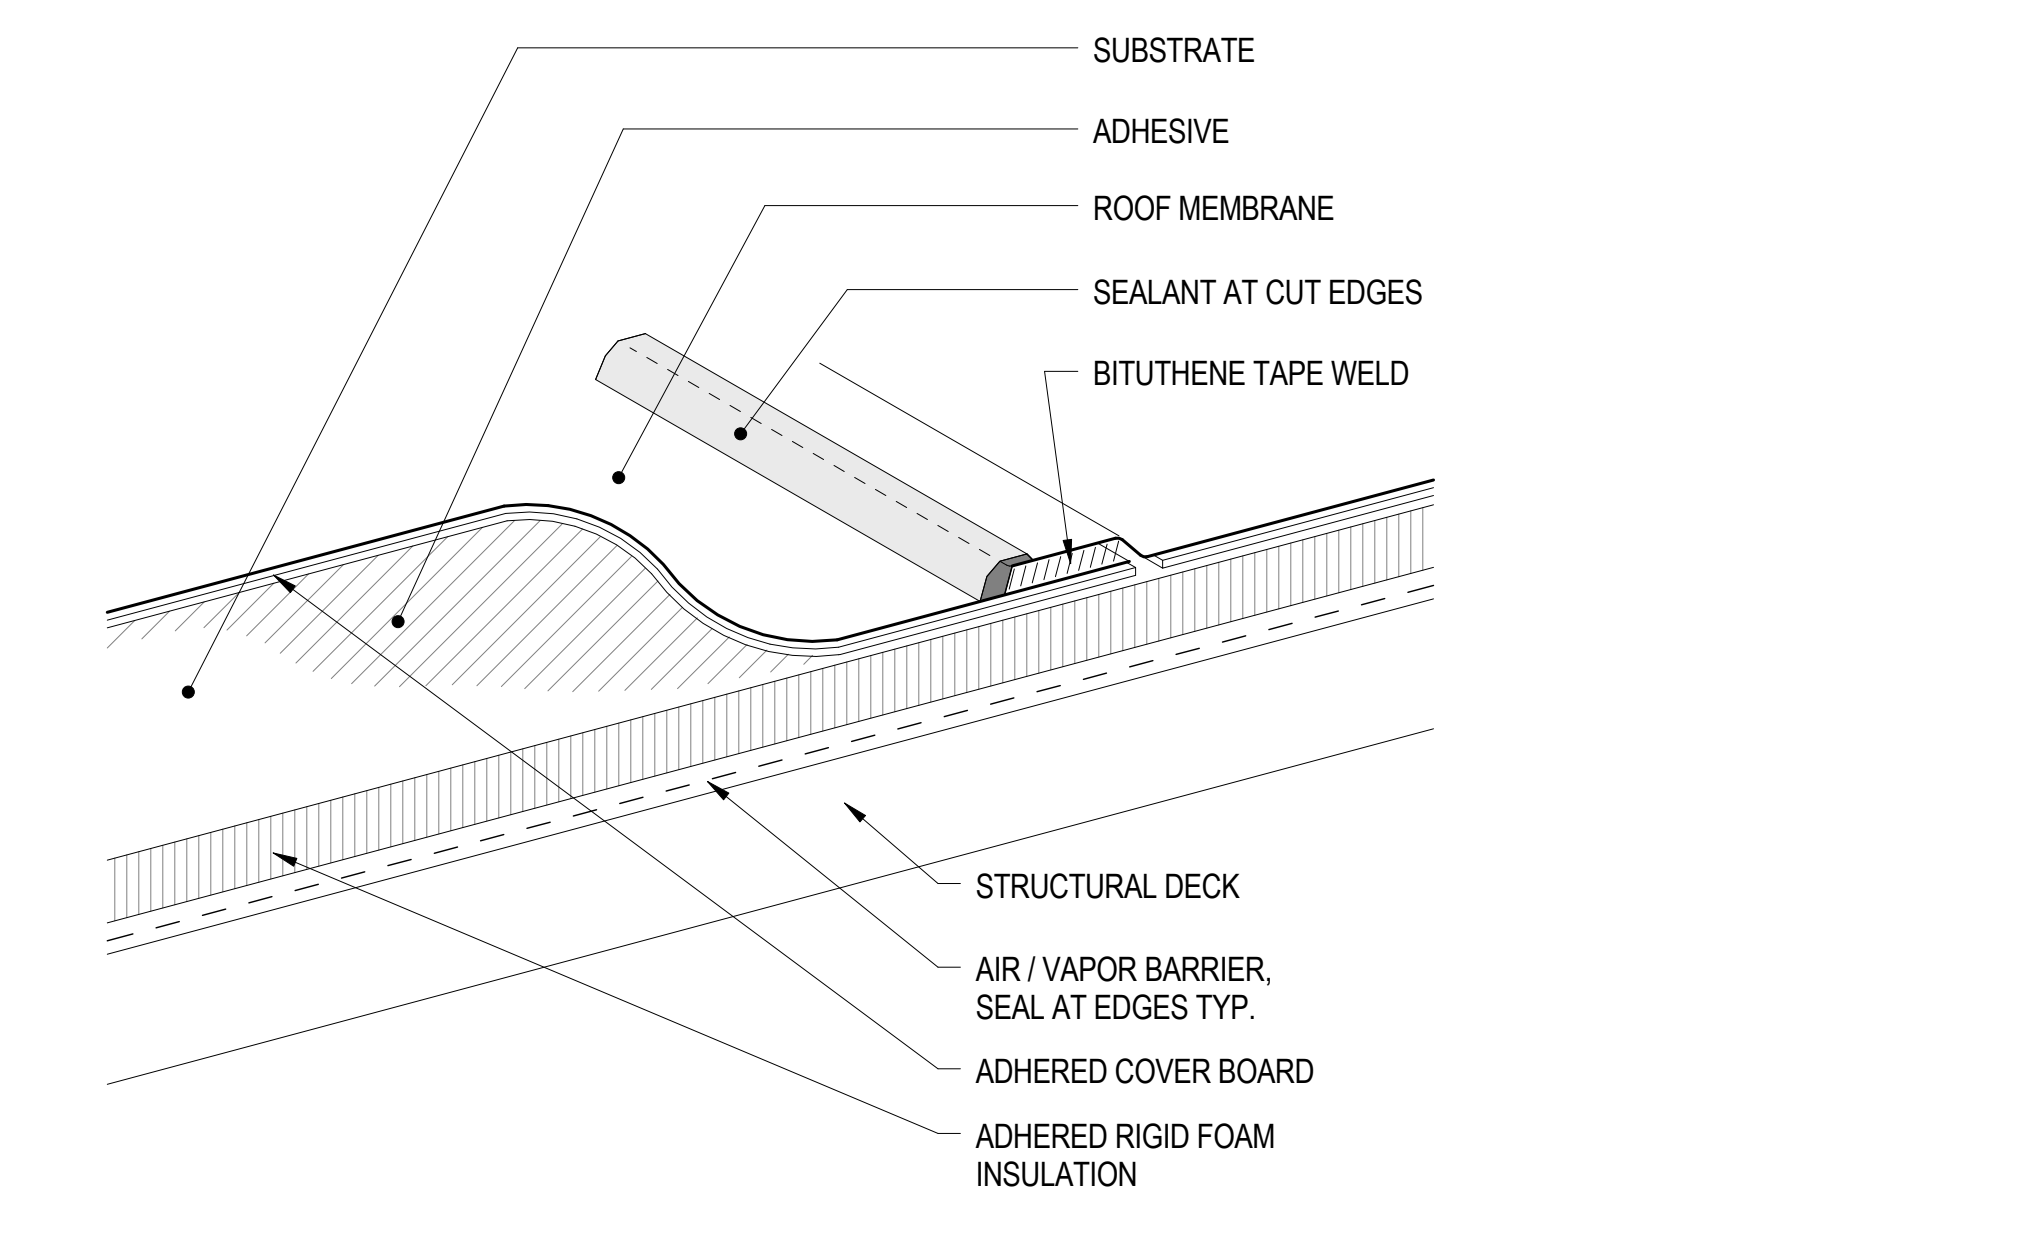 SUBSTRATE
ADHESIVE
ROOF MEMBRANE
SEALANT AT CUT EDGES
BITUTHENE TAPE WELD
STRUCTURAL DECK
AIR / VAPOR BARRIER,
SEAL AT EDGES TYP.
ADHERED COVER BOARD
ADHERED RIGID FOAM
INSULATION